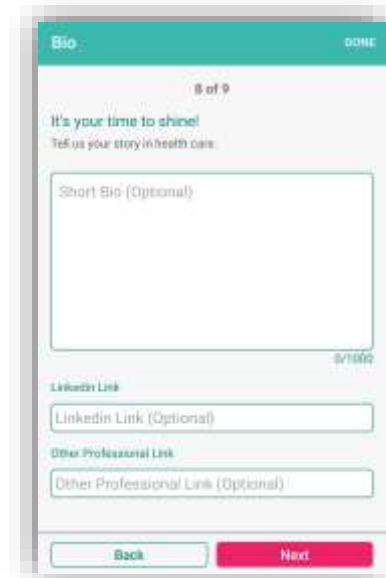 Bio
DONE
8 of 9
It's your time to shine!
Tell us your story in health care.
Short Bio (Optional)
0/1000
Linkedin Link
Linkedin Link (Optional)
Other Professional Link
Other Professional Link (Optional)
Back
Next